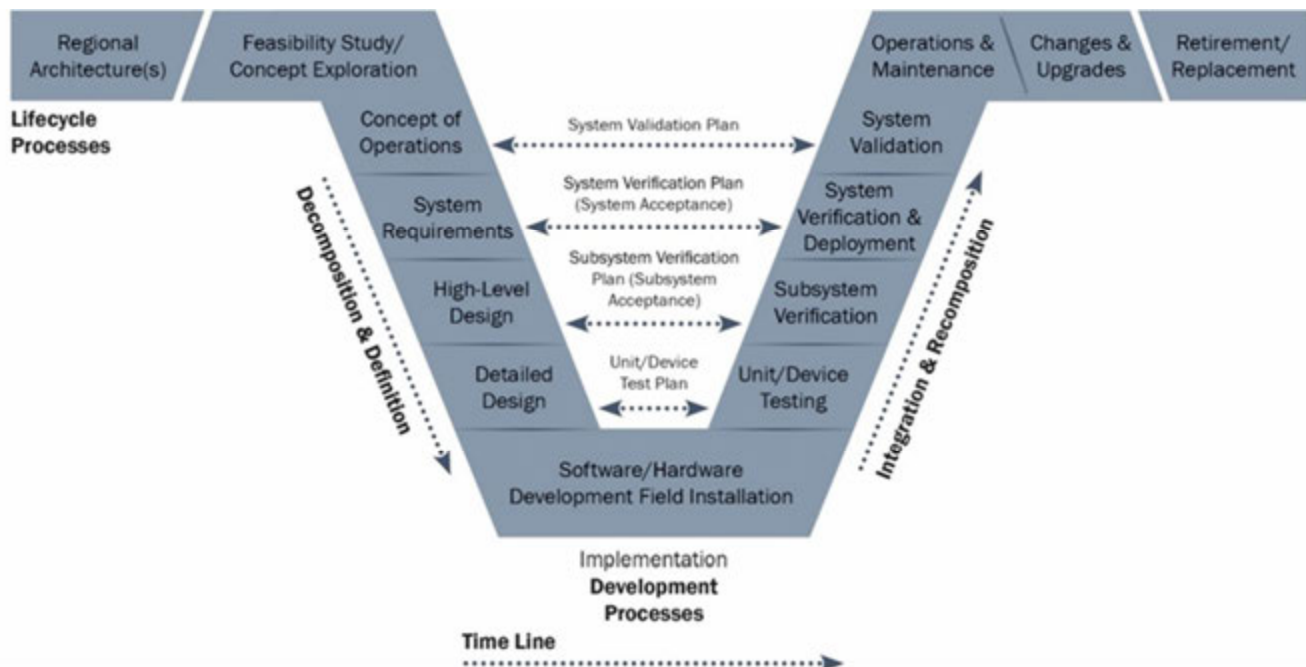 Regional
Architecture(s)
Feasibility Study/
Concept Exploration
Operations &
Maintenance
Changes &
Upgrades
Retirement/
Replacement
Lifecycle
Processes
Concept of
Operations
System Validation Plan
System
Validation
System
Requirements
System Verification Plan
(System Acceptance)
System
Verification &
Deployment
High-Level
Design
Subsystem Verification
Plan (Subsystem
Acceptance)
Subsystem
Verification
Detailed
Design
Unit/Device
Test Plan
Unit/Device
Testing
Decomposition & Definition
Integration & Recomposition
Software/Hardware
Development Field Installation
Implementation
Development
Processes
Time Line